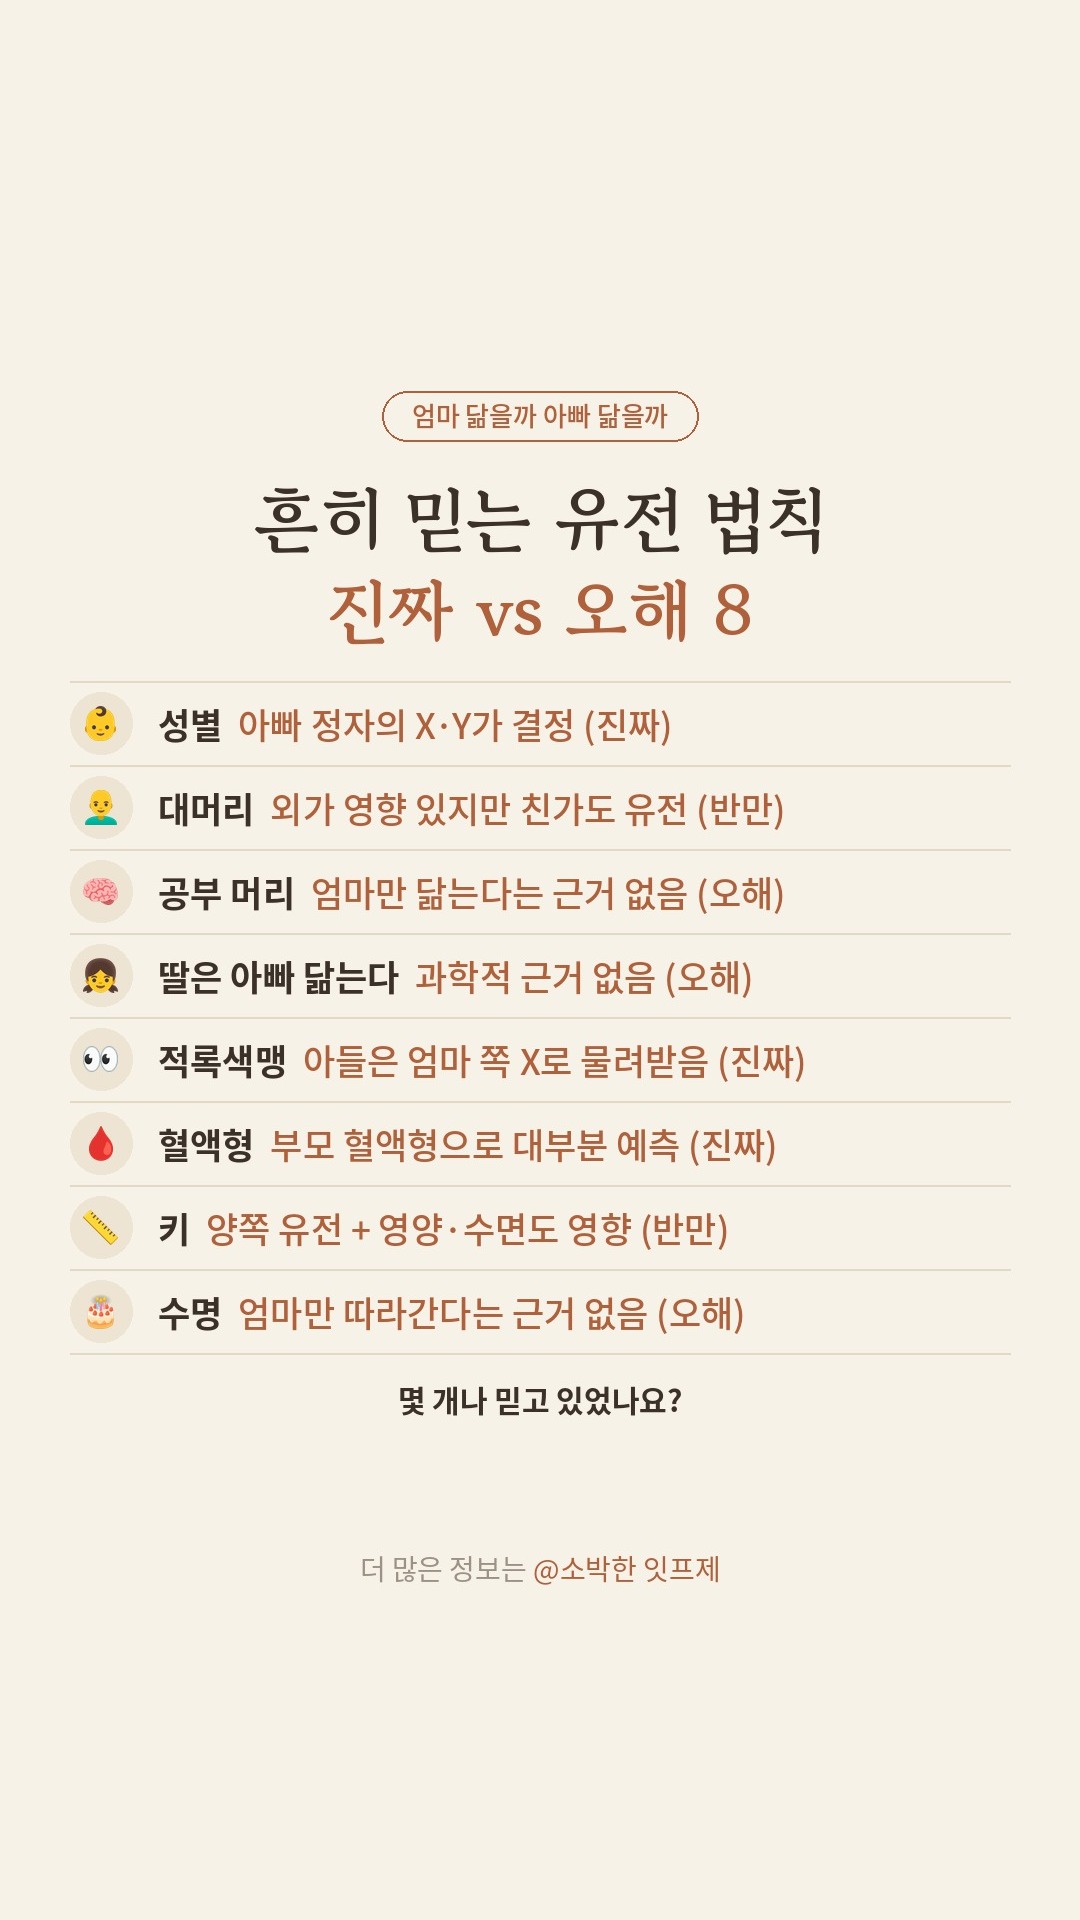 엄마 닮을까 아빠 닮을까
흔히 믿는 유전 법칙
진짜 vs 오해 8
성별 아빠 정자의 X·Y가 결정 (진짜)
대머리 외가 영향 있지만 친가도 유전 (반만)
공부 머리 엄마만 닮는다는 근거 없음 (오해)
딸은 아빠 닮는다 과학적 근거 없음 (오해)
적록색맹 아들은 엄마 쪽 X로 물려받음 (진짜)
혈액형 부모 혈액형으로 대부분 예측 (진짜)
키 양쪽 유전 + 영양·수면도 영향 (반만)
수명 엄마만 따라간다는 근거 없음 (오해)
몇 개나 믿고 있었나요?
더 많은 정보는 @소박한 잇프제